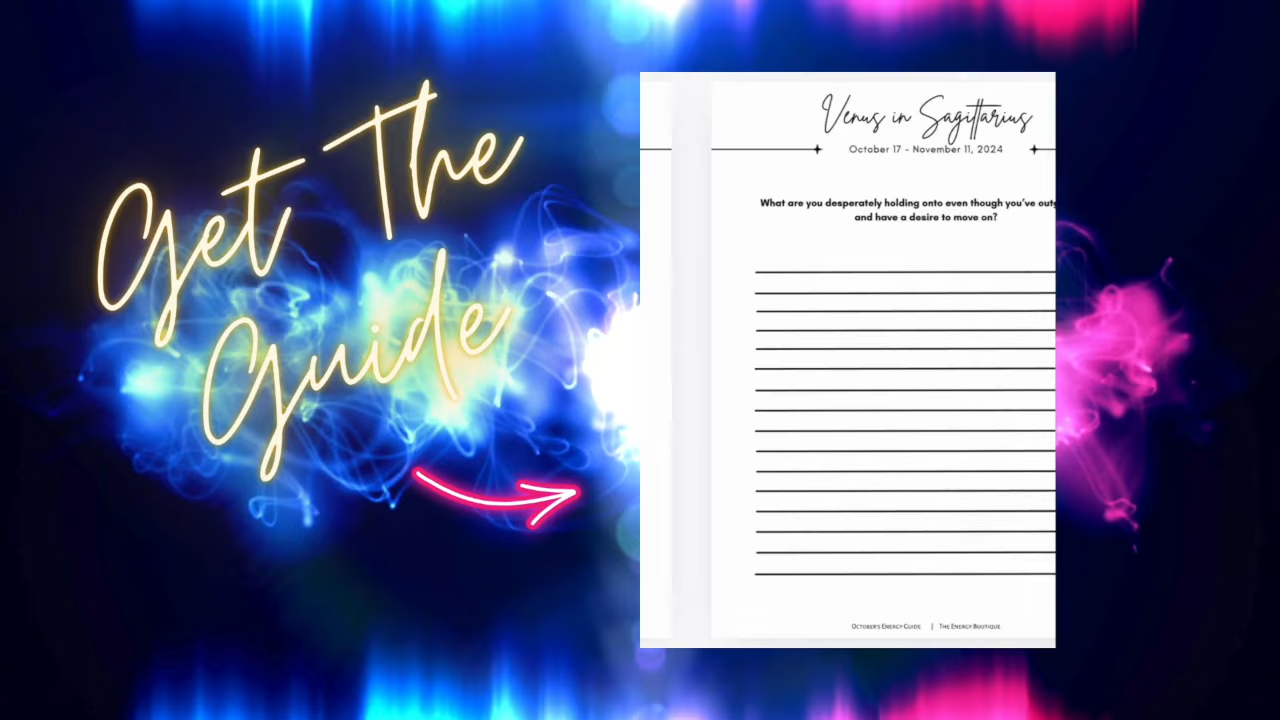 Get The
Guide
Venus in Sagittarius
October 17 - November 11, 2024
What are you desperately holding onto even though you've outg
and have a desire to move on?
October's Energy Guide | The Energy Boutique